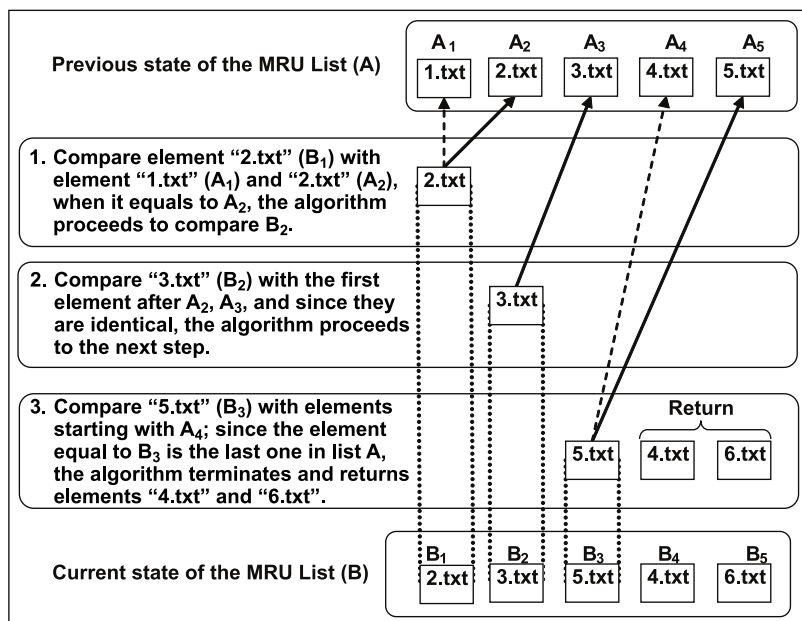 A1 A2 A3 A4 A5
Previous state of the MRU List (A)
1.txt 2.txt 3.txt 4.txt 5.txt
1. Compare element “2.txt” (B1) with
element “1.txt” (A1) and “2.txt” (A2),
when it equals to A2, the algorithm
proceeds to compare B2.
2.txt
2. Compare “3.txt” (B2) with the first
element after A2, A3, and since they
are identical, the algorithm proceeds
to the next step.
3.txt
3. Compare “5.txt” (B3) with elements
starting with A4; since the element
equal to B3 is the last one in list A,
the algorithm terminates and returns
elements “4.txt” and “6.txt”.
Return
5.txt 4.txt 6.txt
B1 B2 B3 B4 B5
Current state of the MRU List (B)
2.txt 3.txt 5.txt 4.txt 6.txt